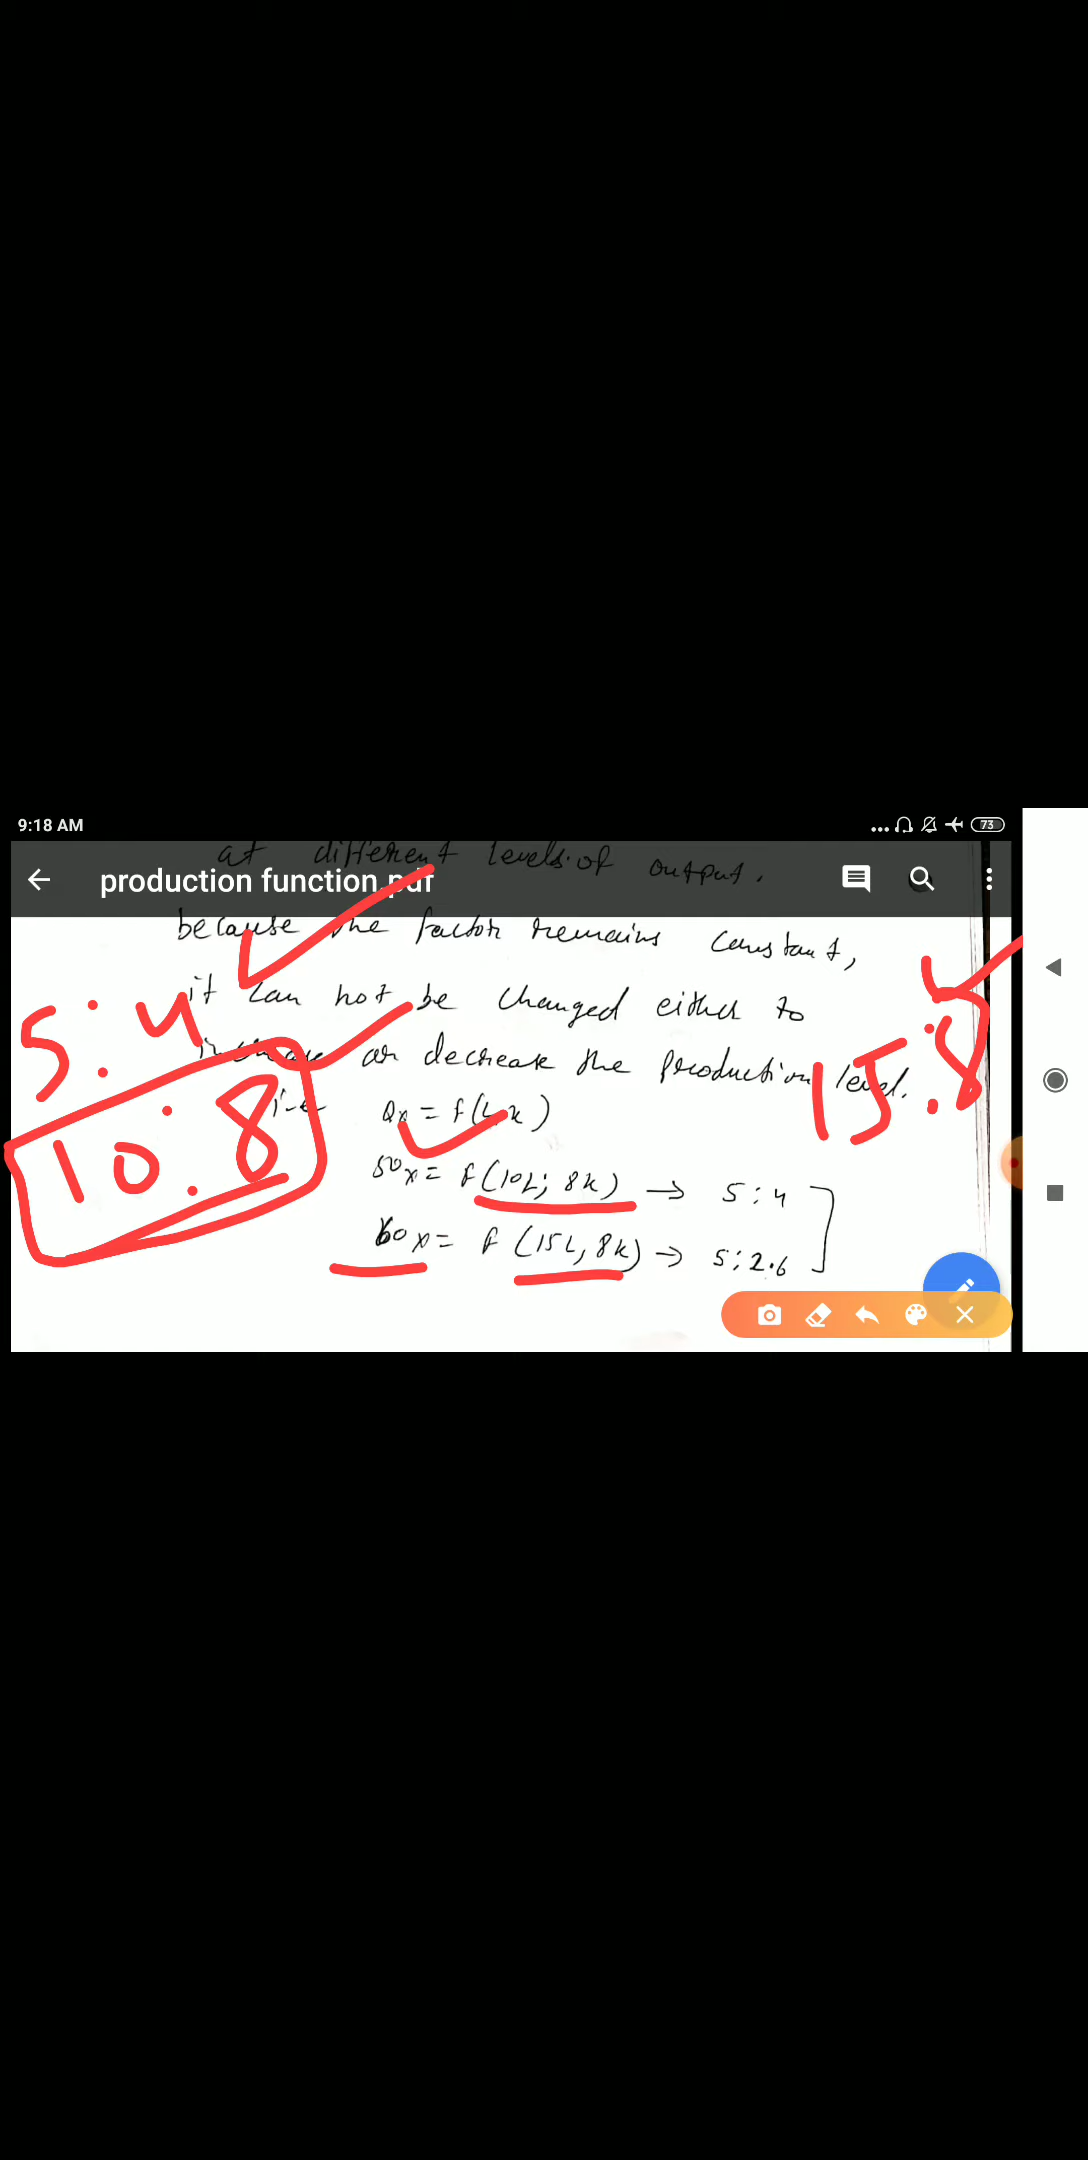 9:18 AM
73
at different levels of output.
production function.pdf
because the factor remains constant,
it can not be changed either to
increase or decrease the production level.
i.e Qx = f(L, K)
50x = f(10L; 8K) → 5:4
60x = f(15L, 8K) → 5:2.6
5:4
10:8
15:8